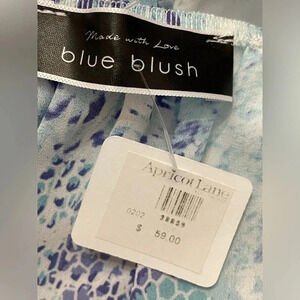 Made with Love
blue blush
Apricot Lane
0202
$ 59.00